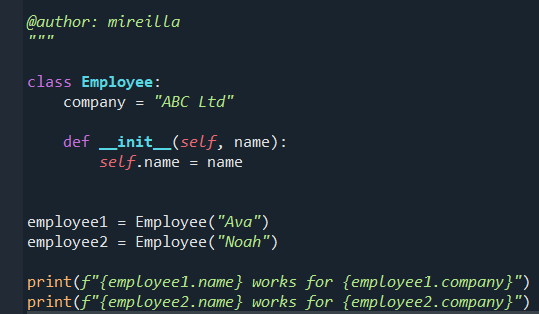 @author: mireilla
"""
class Employee:
    company = "ABC Ltd"
    def __init__(self, name):
        self.name = name
employee1 = Employee("Ava")
employee2 = Employee("Noah")
print(f"{employee1.name} works for {employee1.company}")
print(f"{employee2.name} works for {employee2.company}")